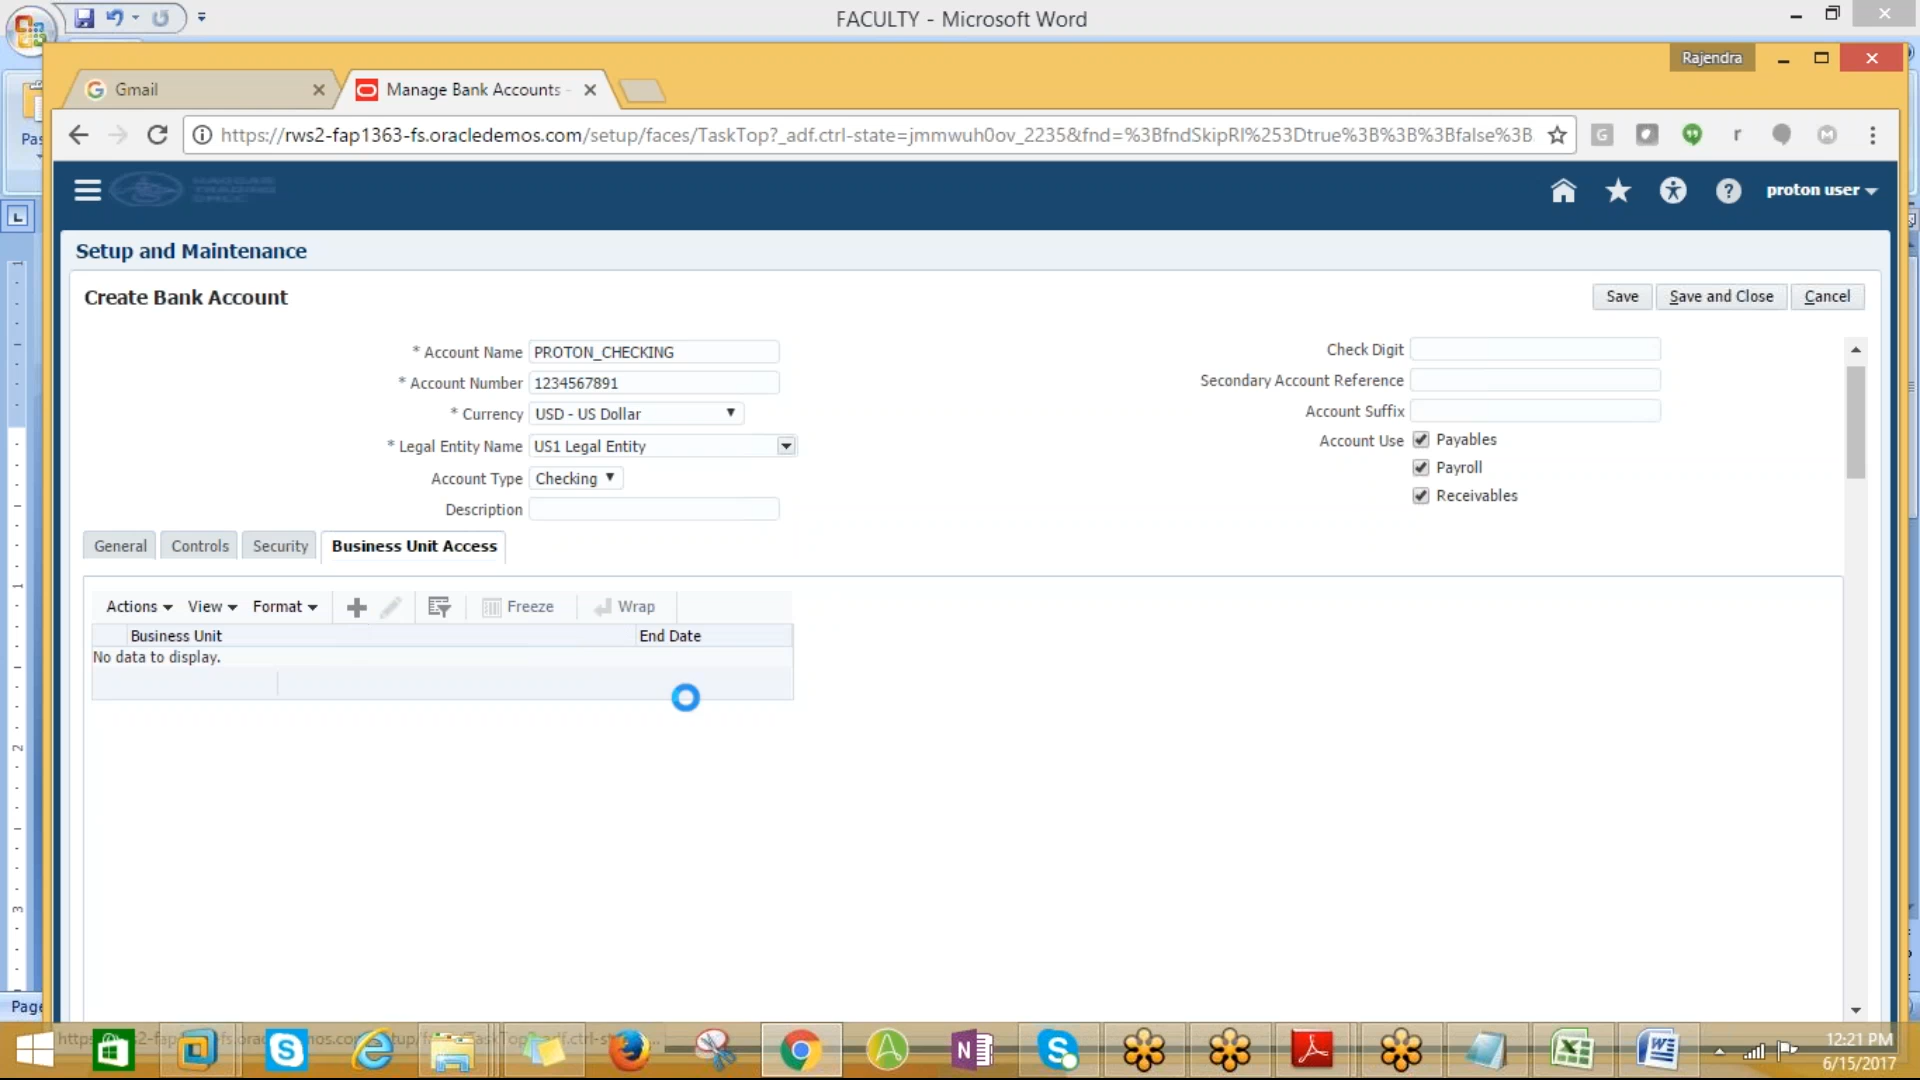 FACULTY - Microsoft Word
Rajendra
Gmail
Manage Bank Accounts -
https://rws2-fap1363-fs.oracledemos.com/setup/faces/TaskTop?_adf.ctrl-state=jmmwuh0ov_2235&fnd=%3BfndSkipRI%253Dtrue%3B%3B%3Bfalse%3B
Pas
HAGGAR
TRADING
proton user
Setup and Maintenance
Create Bank Account
Save
Save and Close
Cancel
* Account Name PROTON_CHECKING
Check Digit
* Account Number 1234567891
Secondary Account Reference
* Currency USD - US Dollar
Account Suffix
* Legal Entity Name US1 Legal Entity
Account Use Payables
Account Type Checking
Payroll
Description
Receivables
General Controls Security Business Unit Access
Actions View Format Freeze Wrap
Business Unit End Date
No data to display.
Page
12:21 PM
6/15/2017